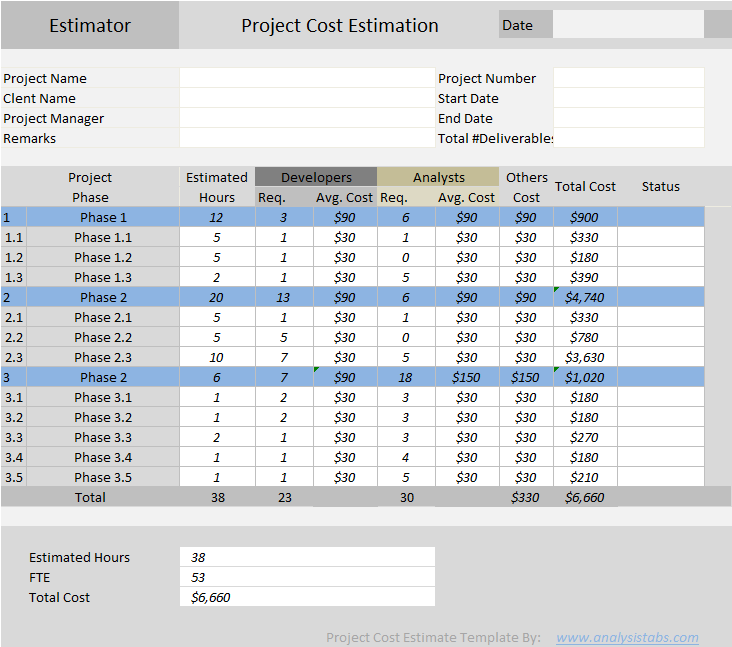 Estimator Project Cost Estimation Date
Project Name Project Number
Clent Name Start Date
Project Manager End Date
Remarks Total #Deliverables
Project Estimated Developers Analysts Others Total Cost Status
Phase Hours Req. Avg. Cost Req. Avg. Cost Cost
1 Phase 1 12 3 $90 6 $90 $90 $900
1.1 Phase 1.1 5 1 $30 1 $30 $30 $330
1.2 Phase 1.2 5 1 $30 0 $30 $30 $180
1.3 Phase 1.3 2 1 $30 5 $30 $30 $390
2 Phase 2 20 13 $90 6 $90 $90 $4,740
2.1 Phase 2.1 5 1 $30 1 $30 $30 $330
2.2 Phase 2.2 5 5 $30 0 $30 $30 $780
2.3 Phase 2.3 10 7 $30 5 $30 $30 $3,630
3 Phase 2 6 7 $90 18 $150 $150 $1,020
3.1 Phase 3.1 1 2 $30 3 $30 $30 $180
3.2 Phase 3.2 1 2 $30 3 $30 $30 $180
3.3 Phase 3.3 2 1 $30 3 $30 $30 $270
3.4 Phase 3.4 1 1 $30 4 $30 $30 $180
3.5 Phase 3.5 1 1 $30 5 $30 $30 $210
Total 38 23 30 $330 $6,660
Estimated Hours 38
FTE 53
Total Cost $6,660
Project Cost Estimate Template By: www.analysistabs.com